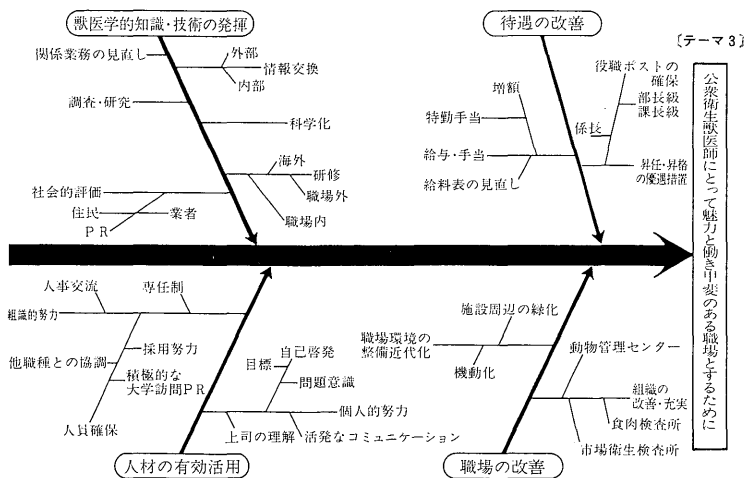 獣医学的知識・技術の発揮
待遇の改善
〔テーマ3〕
関係業務の見直し
外部
情報交換
内部
調査・研究
科学化
海外
研修
職場外
職場内
社会的評価
住民
業者
PR
役職ポストの
確保
部長級
課長級
係長
昇任・昇格
の優遇措置
増額
特勤手当
給与・手当
給料表の見直し
公衆衛生獣医師にとって魅力と働き甲斐のある職場とするために
人事交流
専任制
組織的努力
採用努力
他職種との協調
積極的な
大学訪問PR
人員確保
自己啓発
目標
問題意識
個人的努力
上司の理解
活発なコミュニケーション
人材の有効活用
施設周辺の緑化
職場環境の
整備近代化
機動化
動物管理センター
組織の
改善・充実
食肉検査所
市場衛生検査所
職場の改善